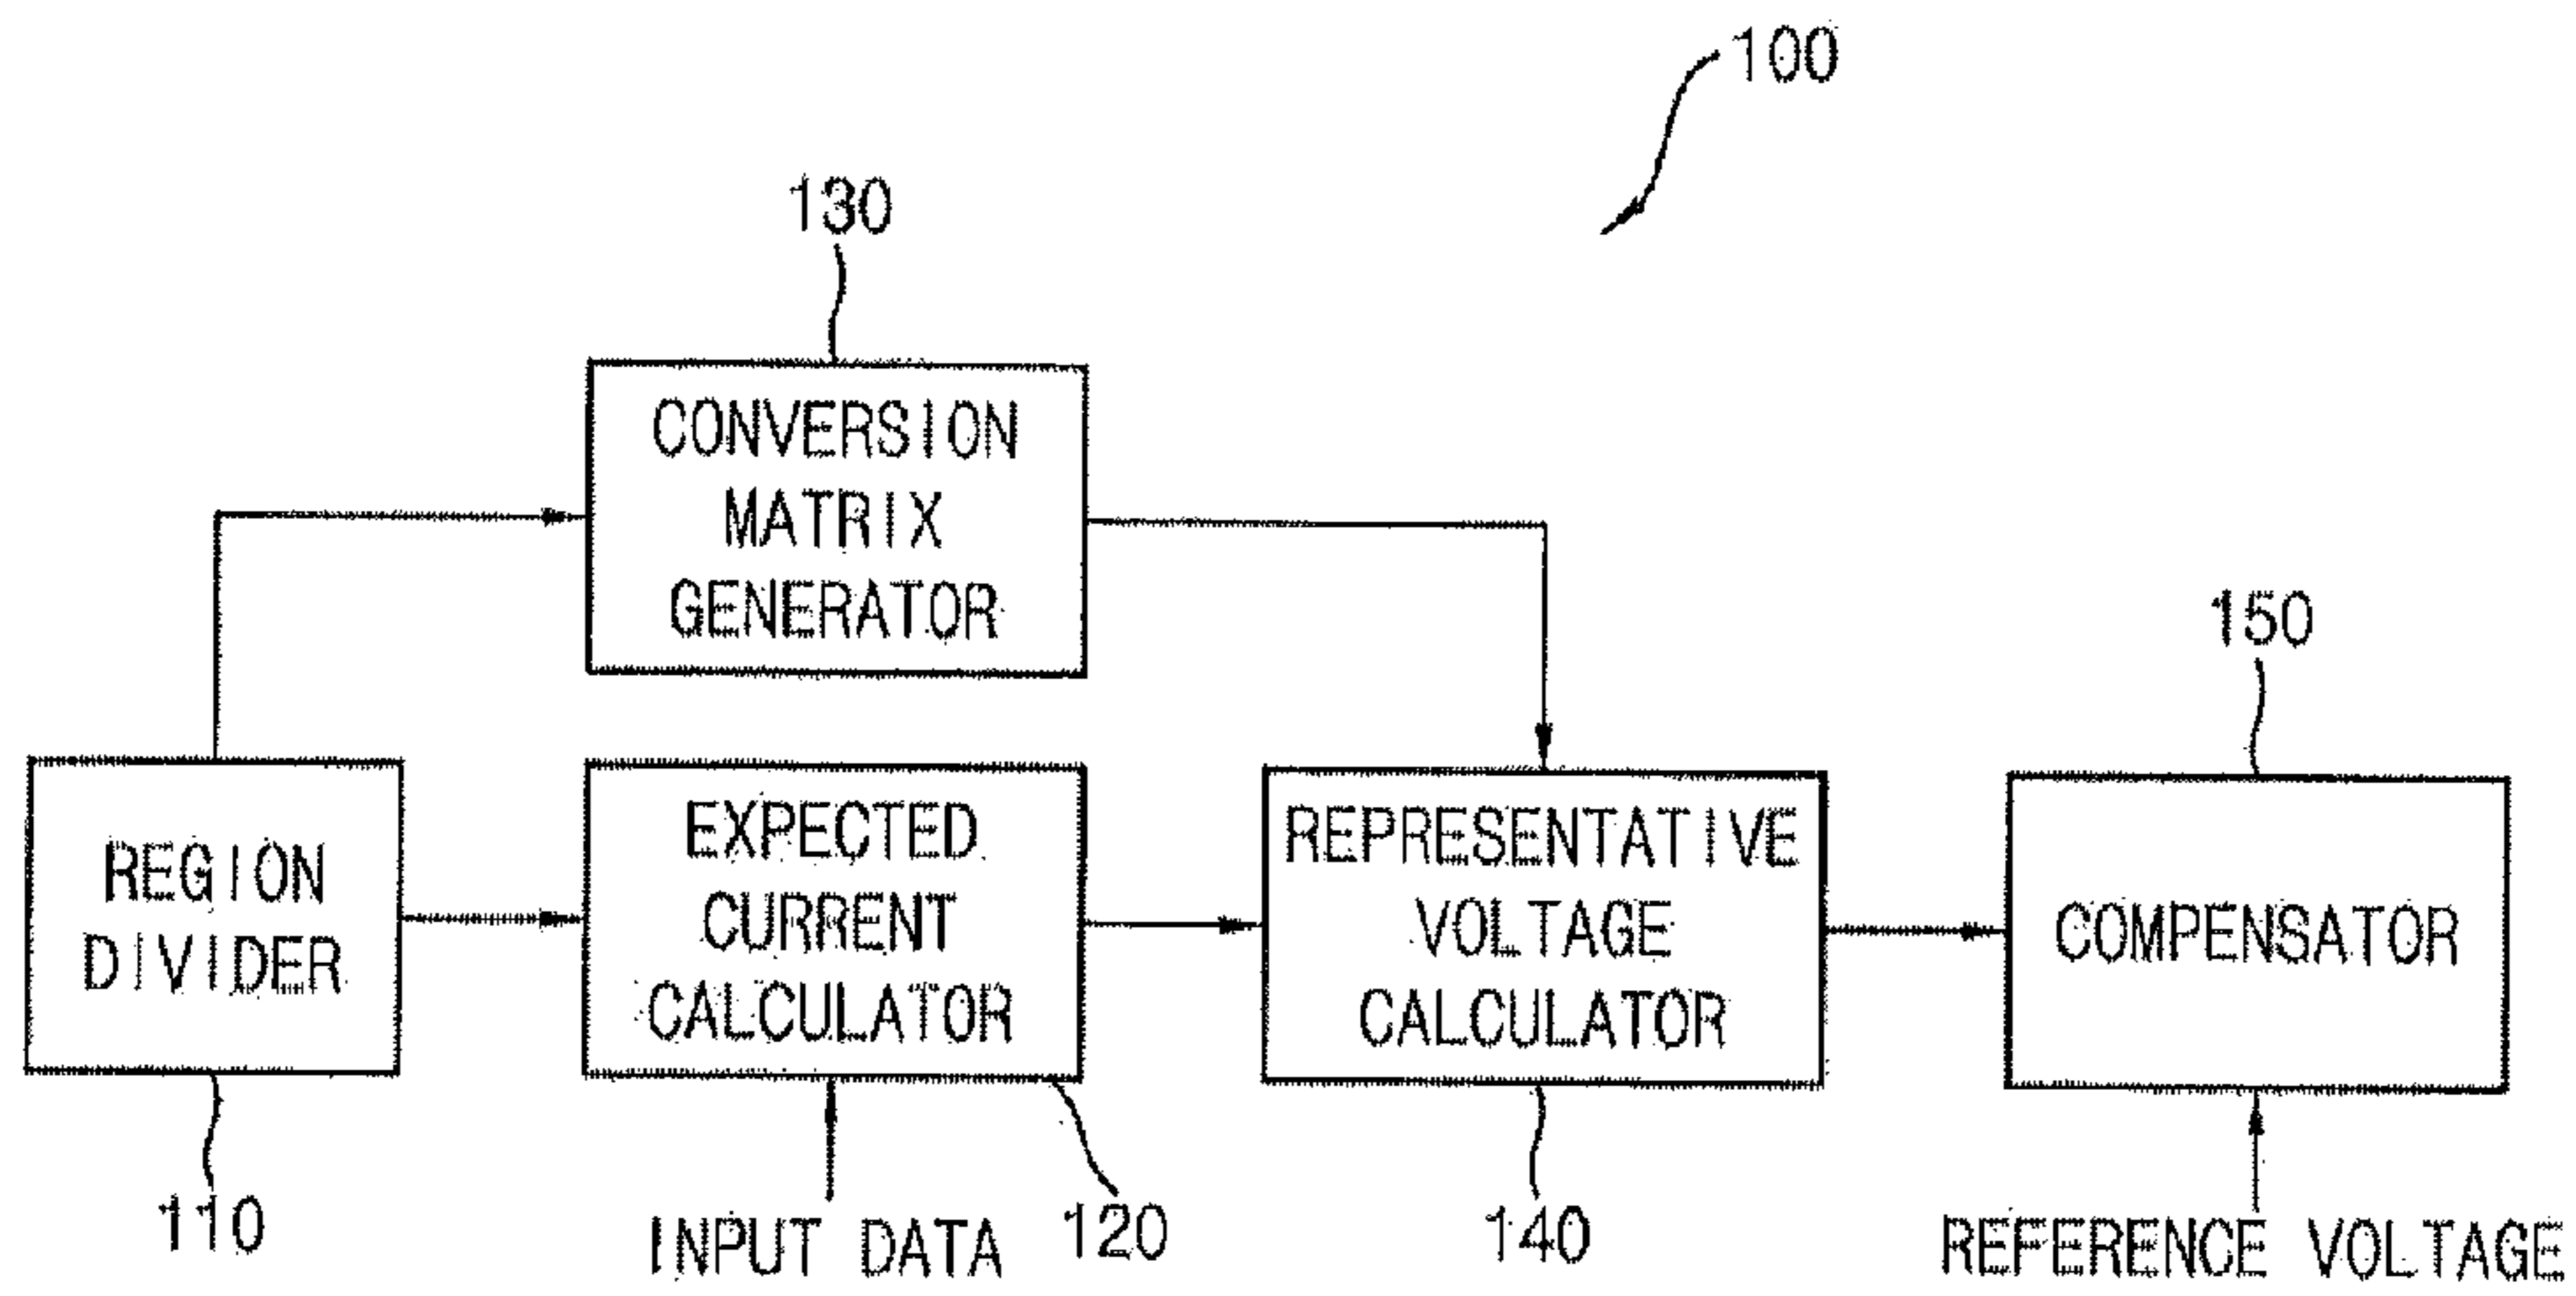 100
130
CONVERSION
MATRIX
GENERATOR
150
REGION
DIVIDER
EXPECTED
CURRENT
CALCULATOR
REPRESENTATIVE
VOLTAGE
CALCULATOR
COMPENSATOR
110
INPUT DATA
120
140
REFERENCE VOLTAGE